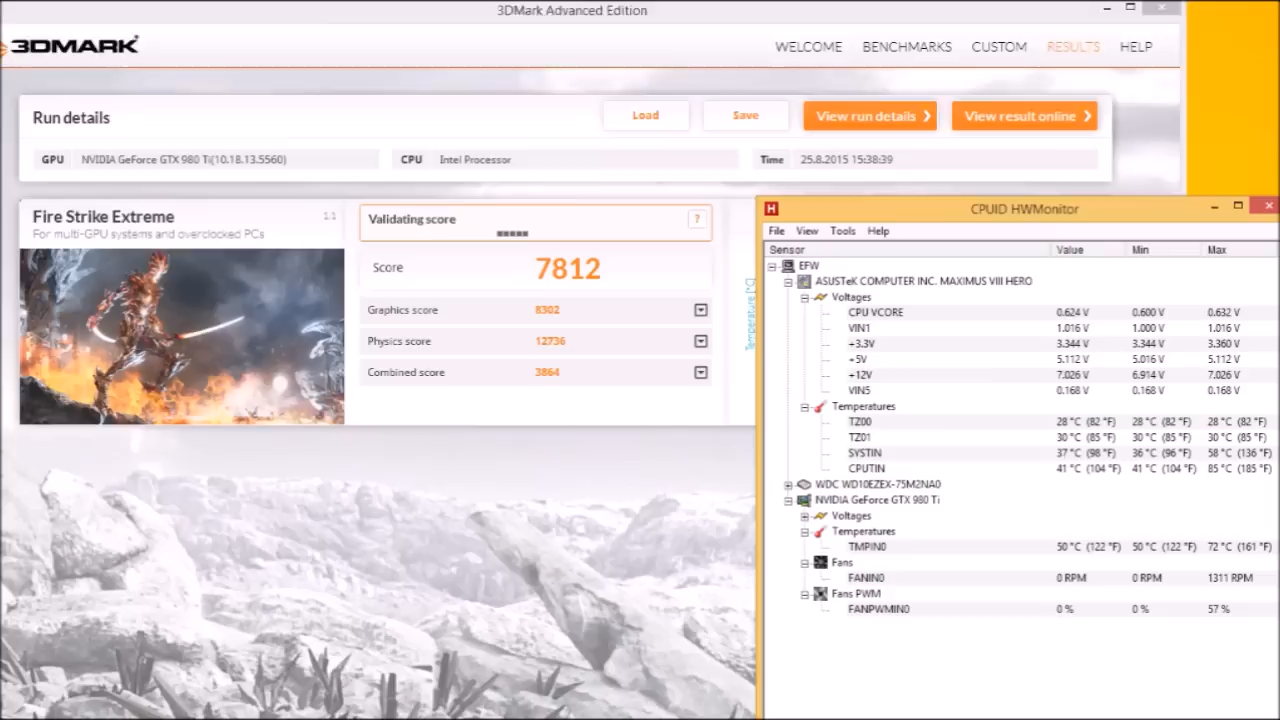 3DMark Advanced Edition
3DMARK
WELCOME BENCHMARKS CUSTOM RESULTS HELP
Run details
Load Save View run details View result online
GPU NVIDIA GeForce GTX 980 Ti(10.18.13.5560) CPU Intel Processor Time 25.8.2015 15:38:39
Fire Strike Extreme 1.1
For multi-GPU systems and overclocked PCs
Validating score ?
Score 7812
Graphics score 8302
Physics score 12736
Combined score 3864
Temperature [°C]
H CPUID HWMonitor
File View Tools Help
Sensor Value Min Max
EFW
ASUSTeK COMPUTER INC. MAXIMUS VIII HERO
Voltages
CPU VCORE 0.624 V 0.600 V 0.632 V
VIN1 1.016 V 1.000 V 1.016 V
+3.3V 3.344 V 3.344 V 3.360 V
+5V 5.112 V 5.016 V 5.112 V
+12V 7.026 V 6.914 V 7.026 V
VIN5 0.168 V 0.168 V 0.168 V
Temperatures
TZ00 28 °C (82 °F) 28 °C (82 °F) 28 °C (82 °F)
TZ01 30 °C (85 °F) 30 °C (85 °F) 30 °C (85 °F)
SYSTIN 37 °C (98 °F) 36 °C (96 °F) 58 °C (136 °F)
CPUTIN 41 °C (104 °F) 41 °C (104 °F) 85 °C (185 °F)
WDC WD10EZEX-75M2NA0
NVIDIA GeForce GTX 980 Ti
Voltages
Temperatures
TMPIN0 50 °C (122 °F) 50 °C (122 °F) 72 °C (161 °F)
Fans
FANIN0 0 RPM 0 RPM 1311 RPM
Fans PWM
FANPWMIN0 0 % 0 % 57 %